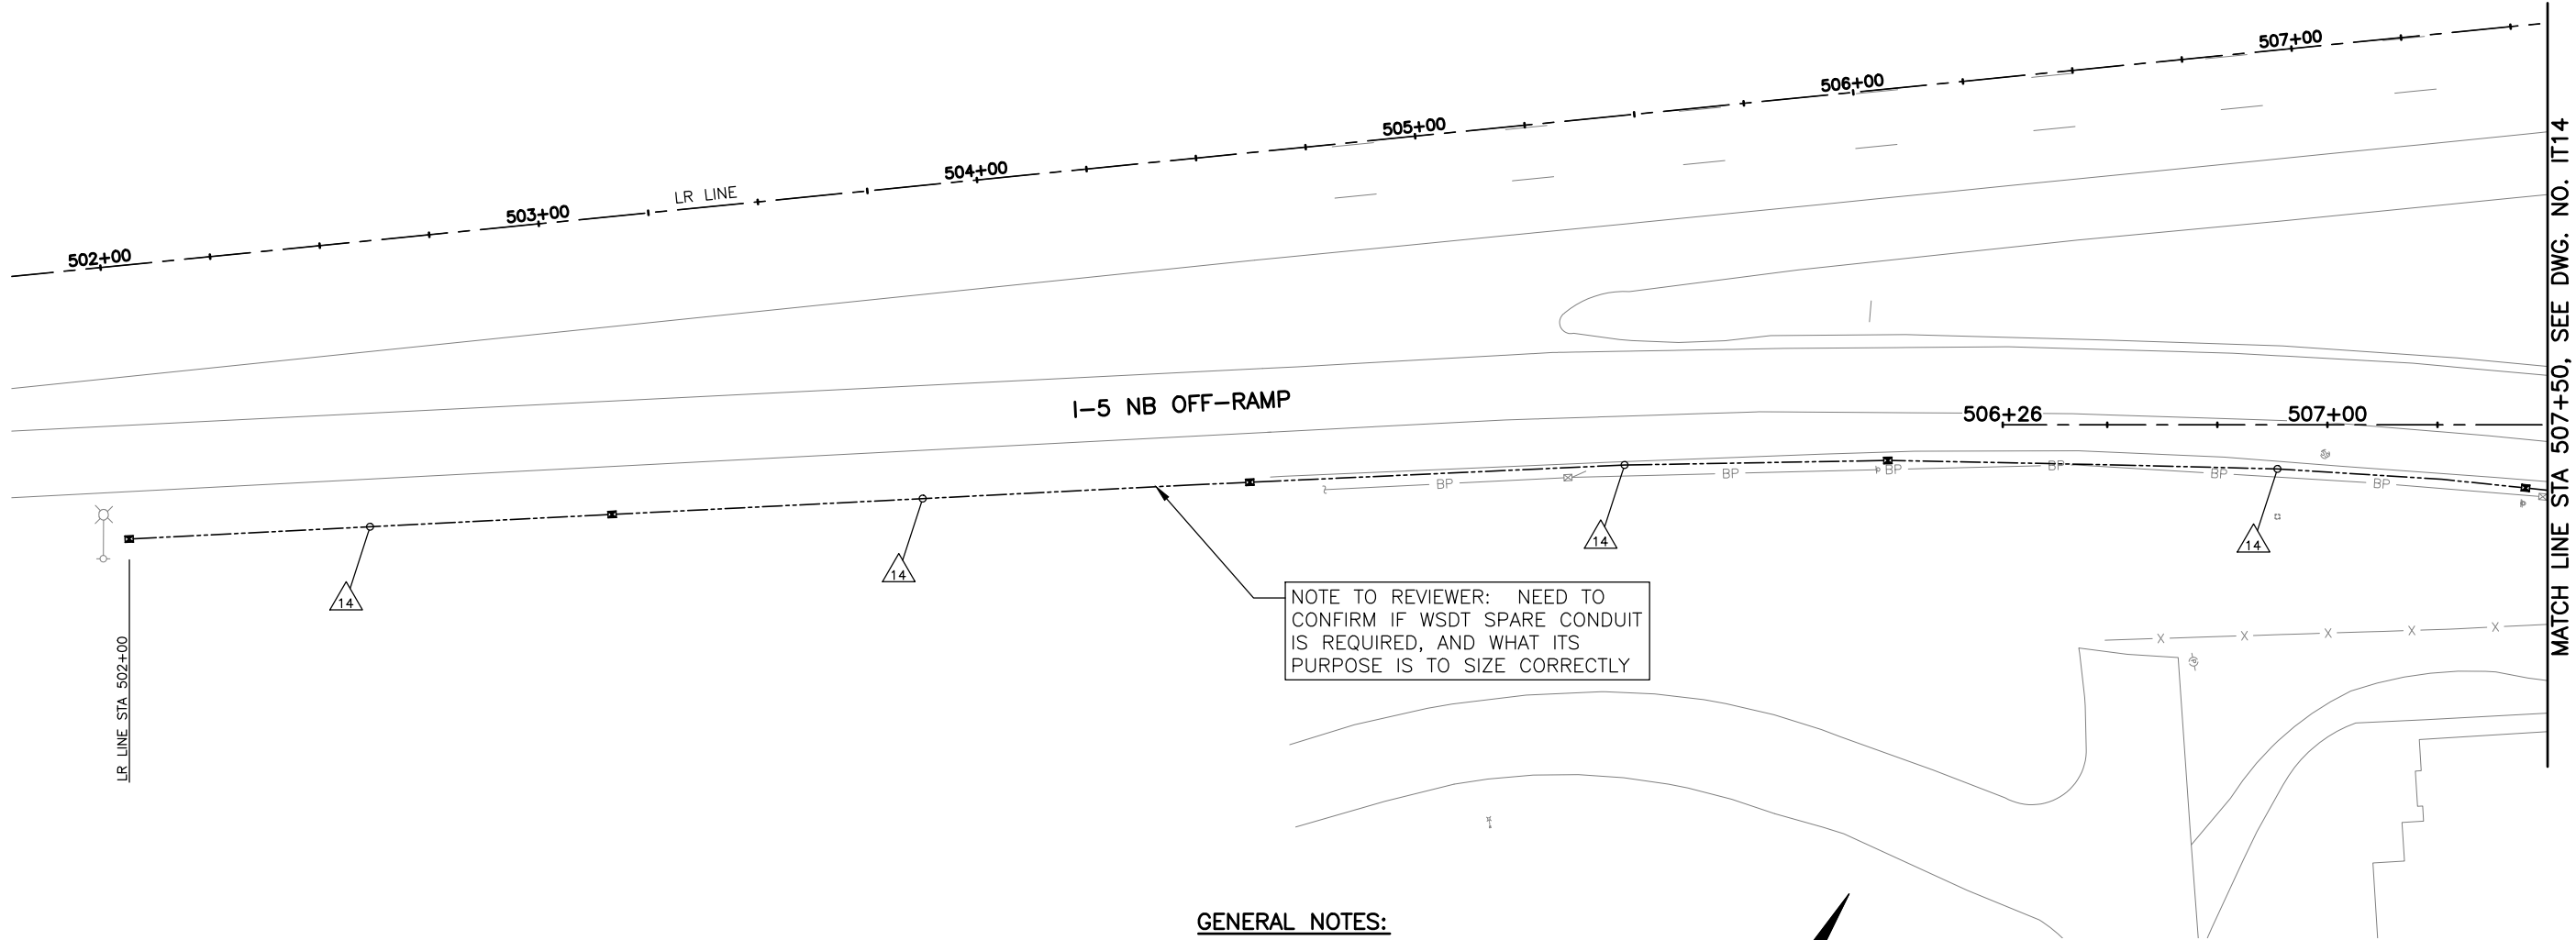 507+00
506+00
505+00
504+00
503+00
502+00
LR LINE
I-5 NB OFF-RAMP
506+26
507+00
BP
BP
BP
BP
BP
BP
14
14
14
14
NOTE TO REVIEWER: NEED TO
CONFIRM IF WSDT SPARE CONDUIT
IS REQUIRED, AND WHAT ITS
PURPOSE IS TO SIZE CORRECTLY
X X X X X
LR LINE STA 502+00
MATCH LINE STA 507+50, SEE DWG. NO. IT14
GENERAL NOTES: